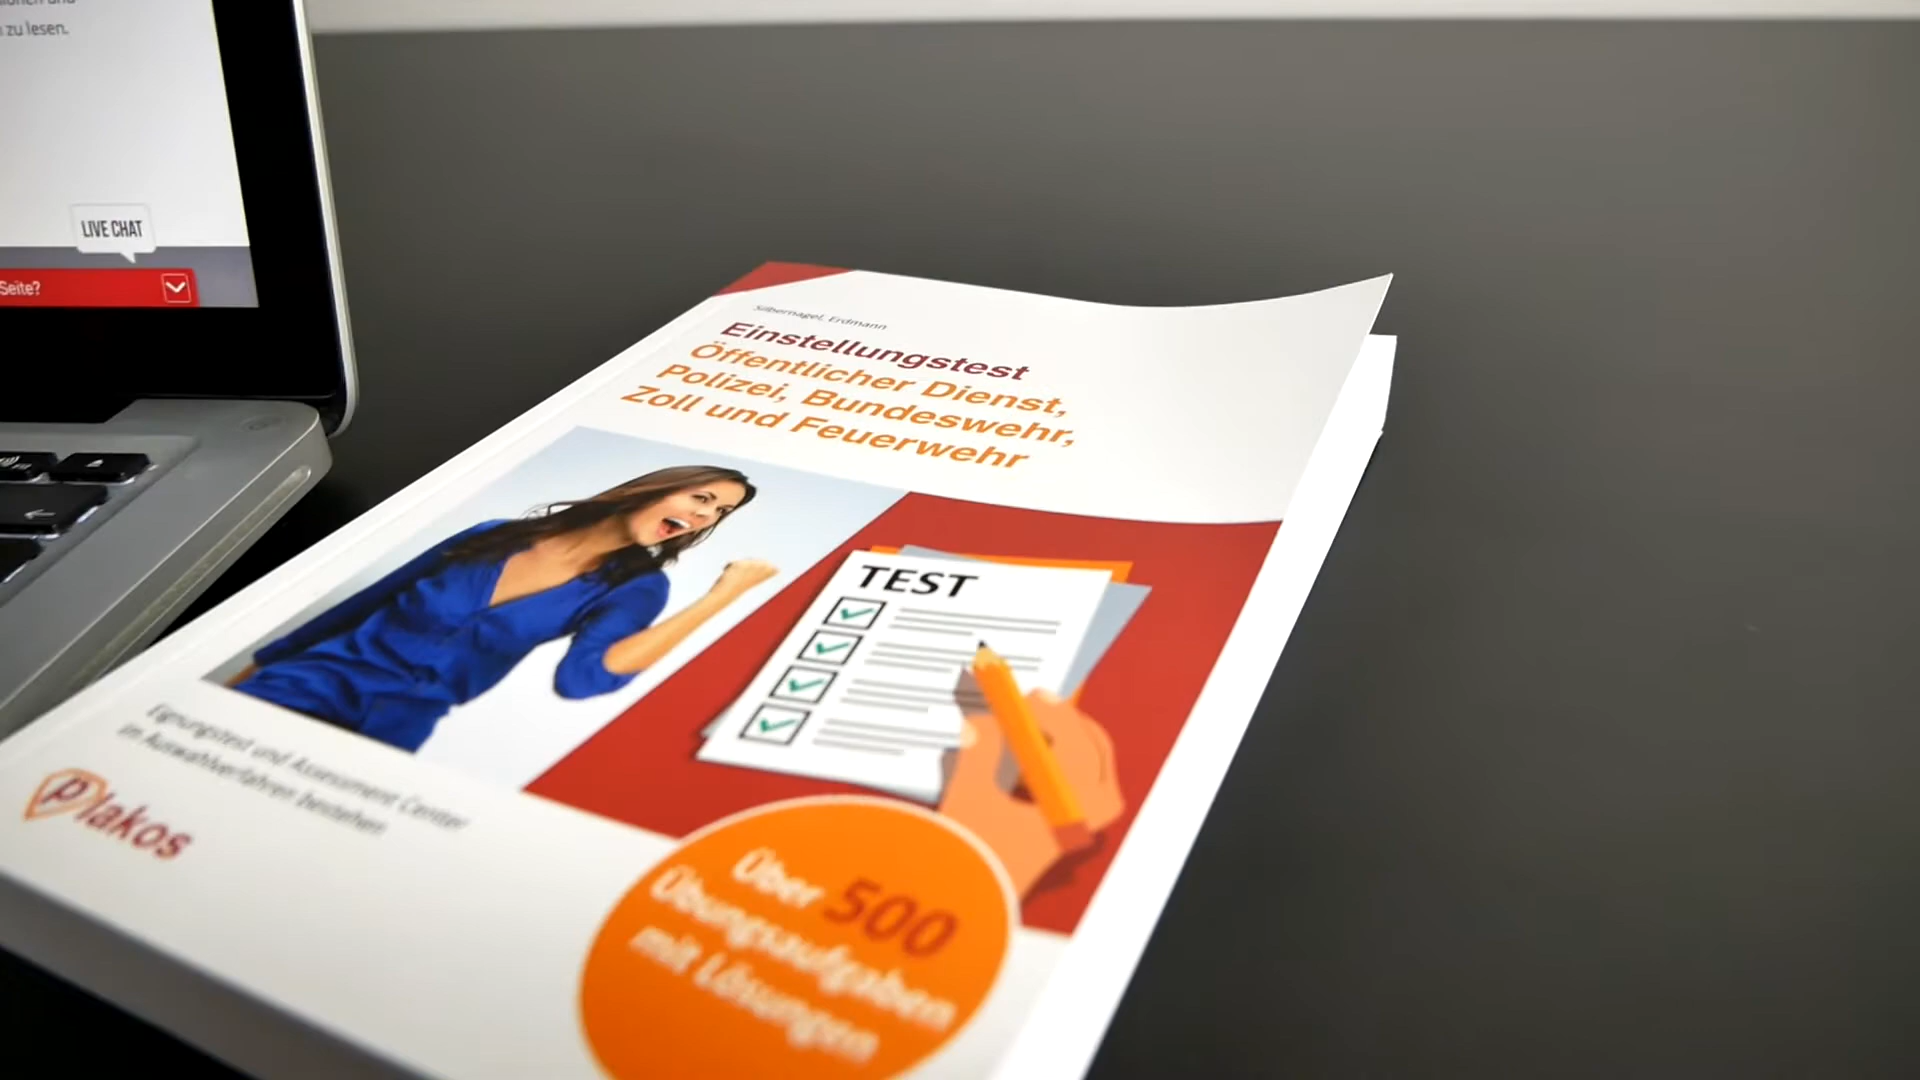 zu lesen.
LIVE CHAT
Seite?
Silbernagel, Erdmann
Einstellungstest
Öffentlicher Dienst,
Polizei, Bundeswehr,
Zoll und Feuerwehr
TEST
Eignungstest und Assessment Center
im Auswahlverfahren bestehen
Plakos
Über 500
Übungsaufgaben
mit Lösungen